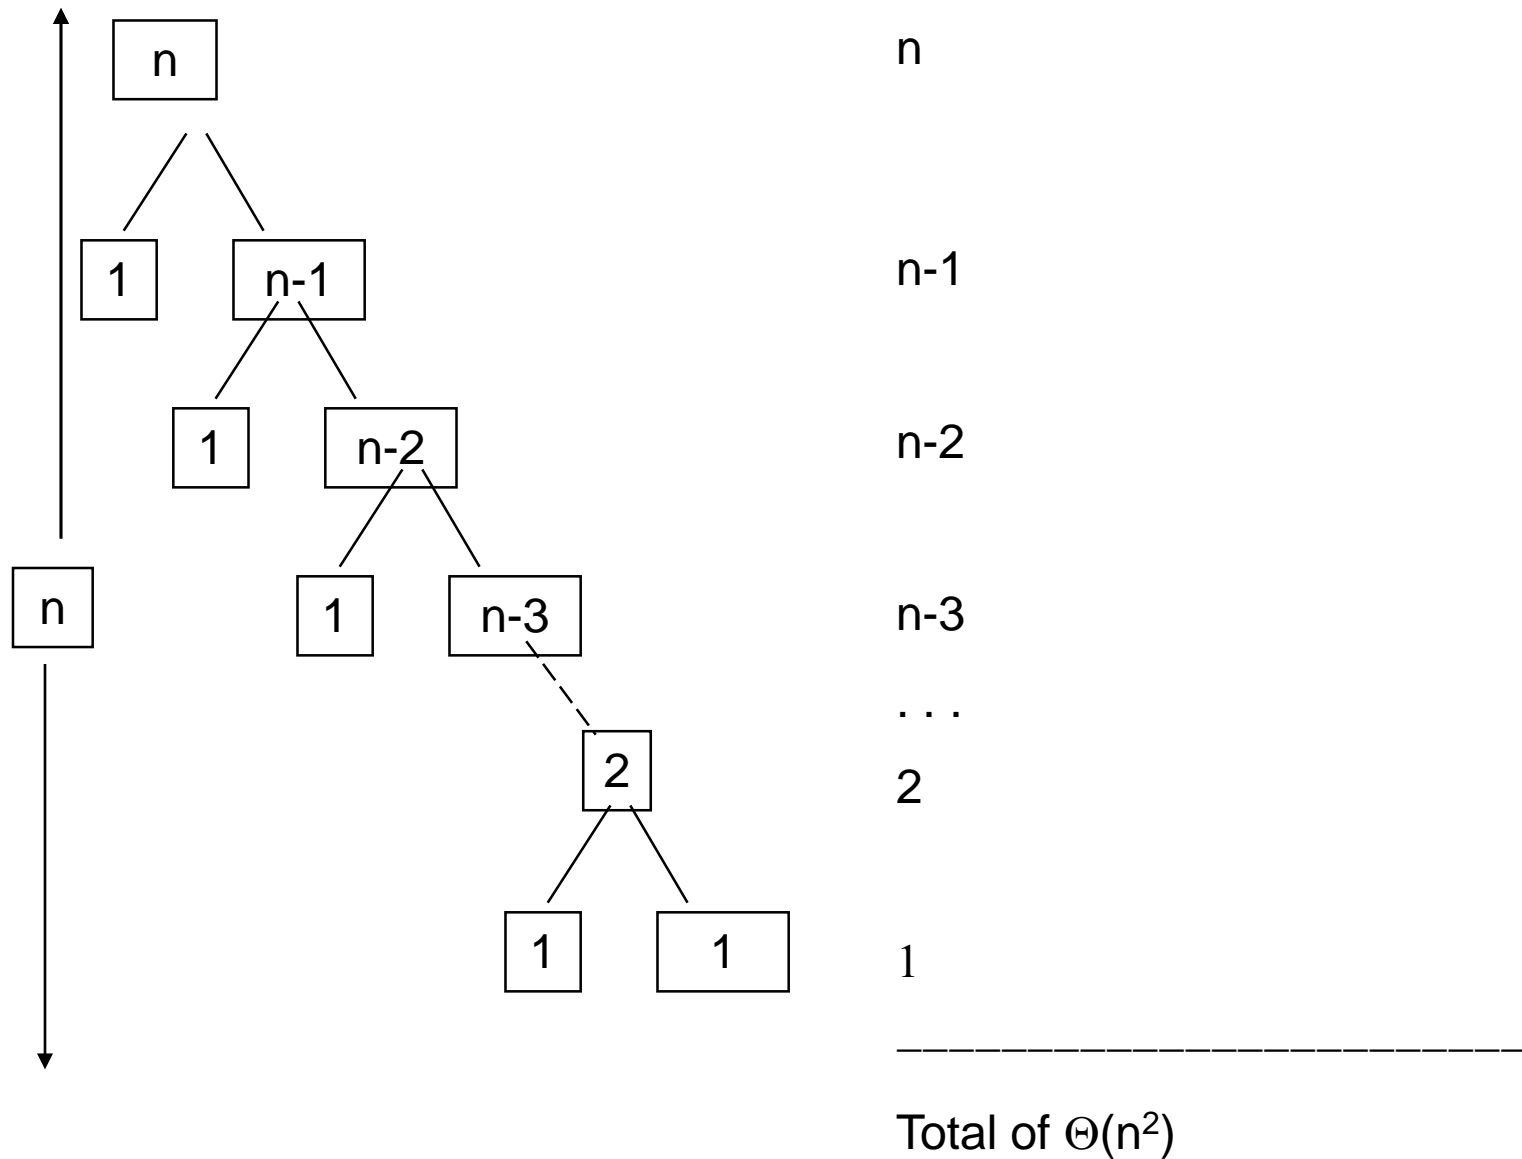 n n
1 n-1 n-1
1 n-2 n-2
n 1 n-3 n-3
. . .
2 2
1 1 1
Total of Θ(n²)